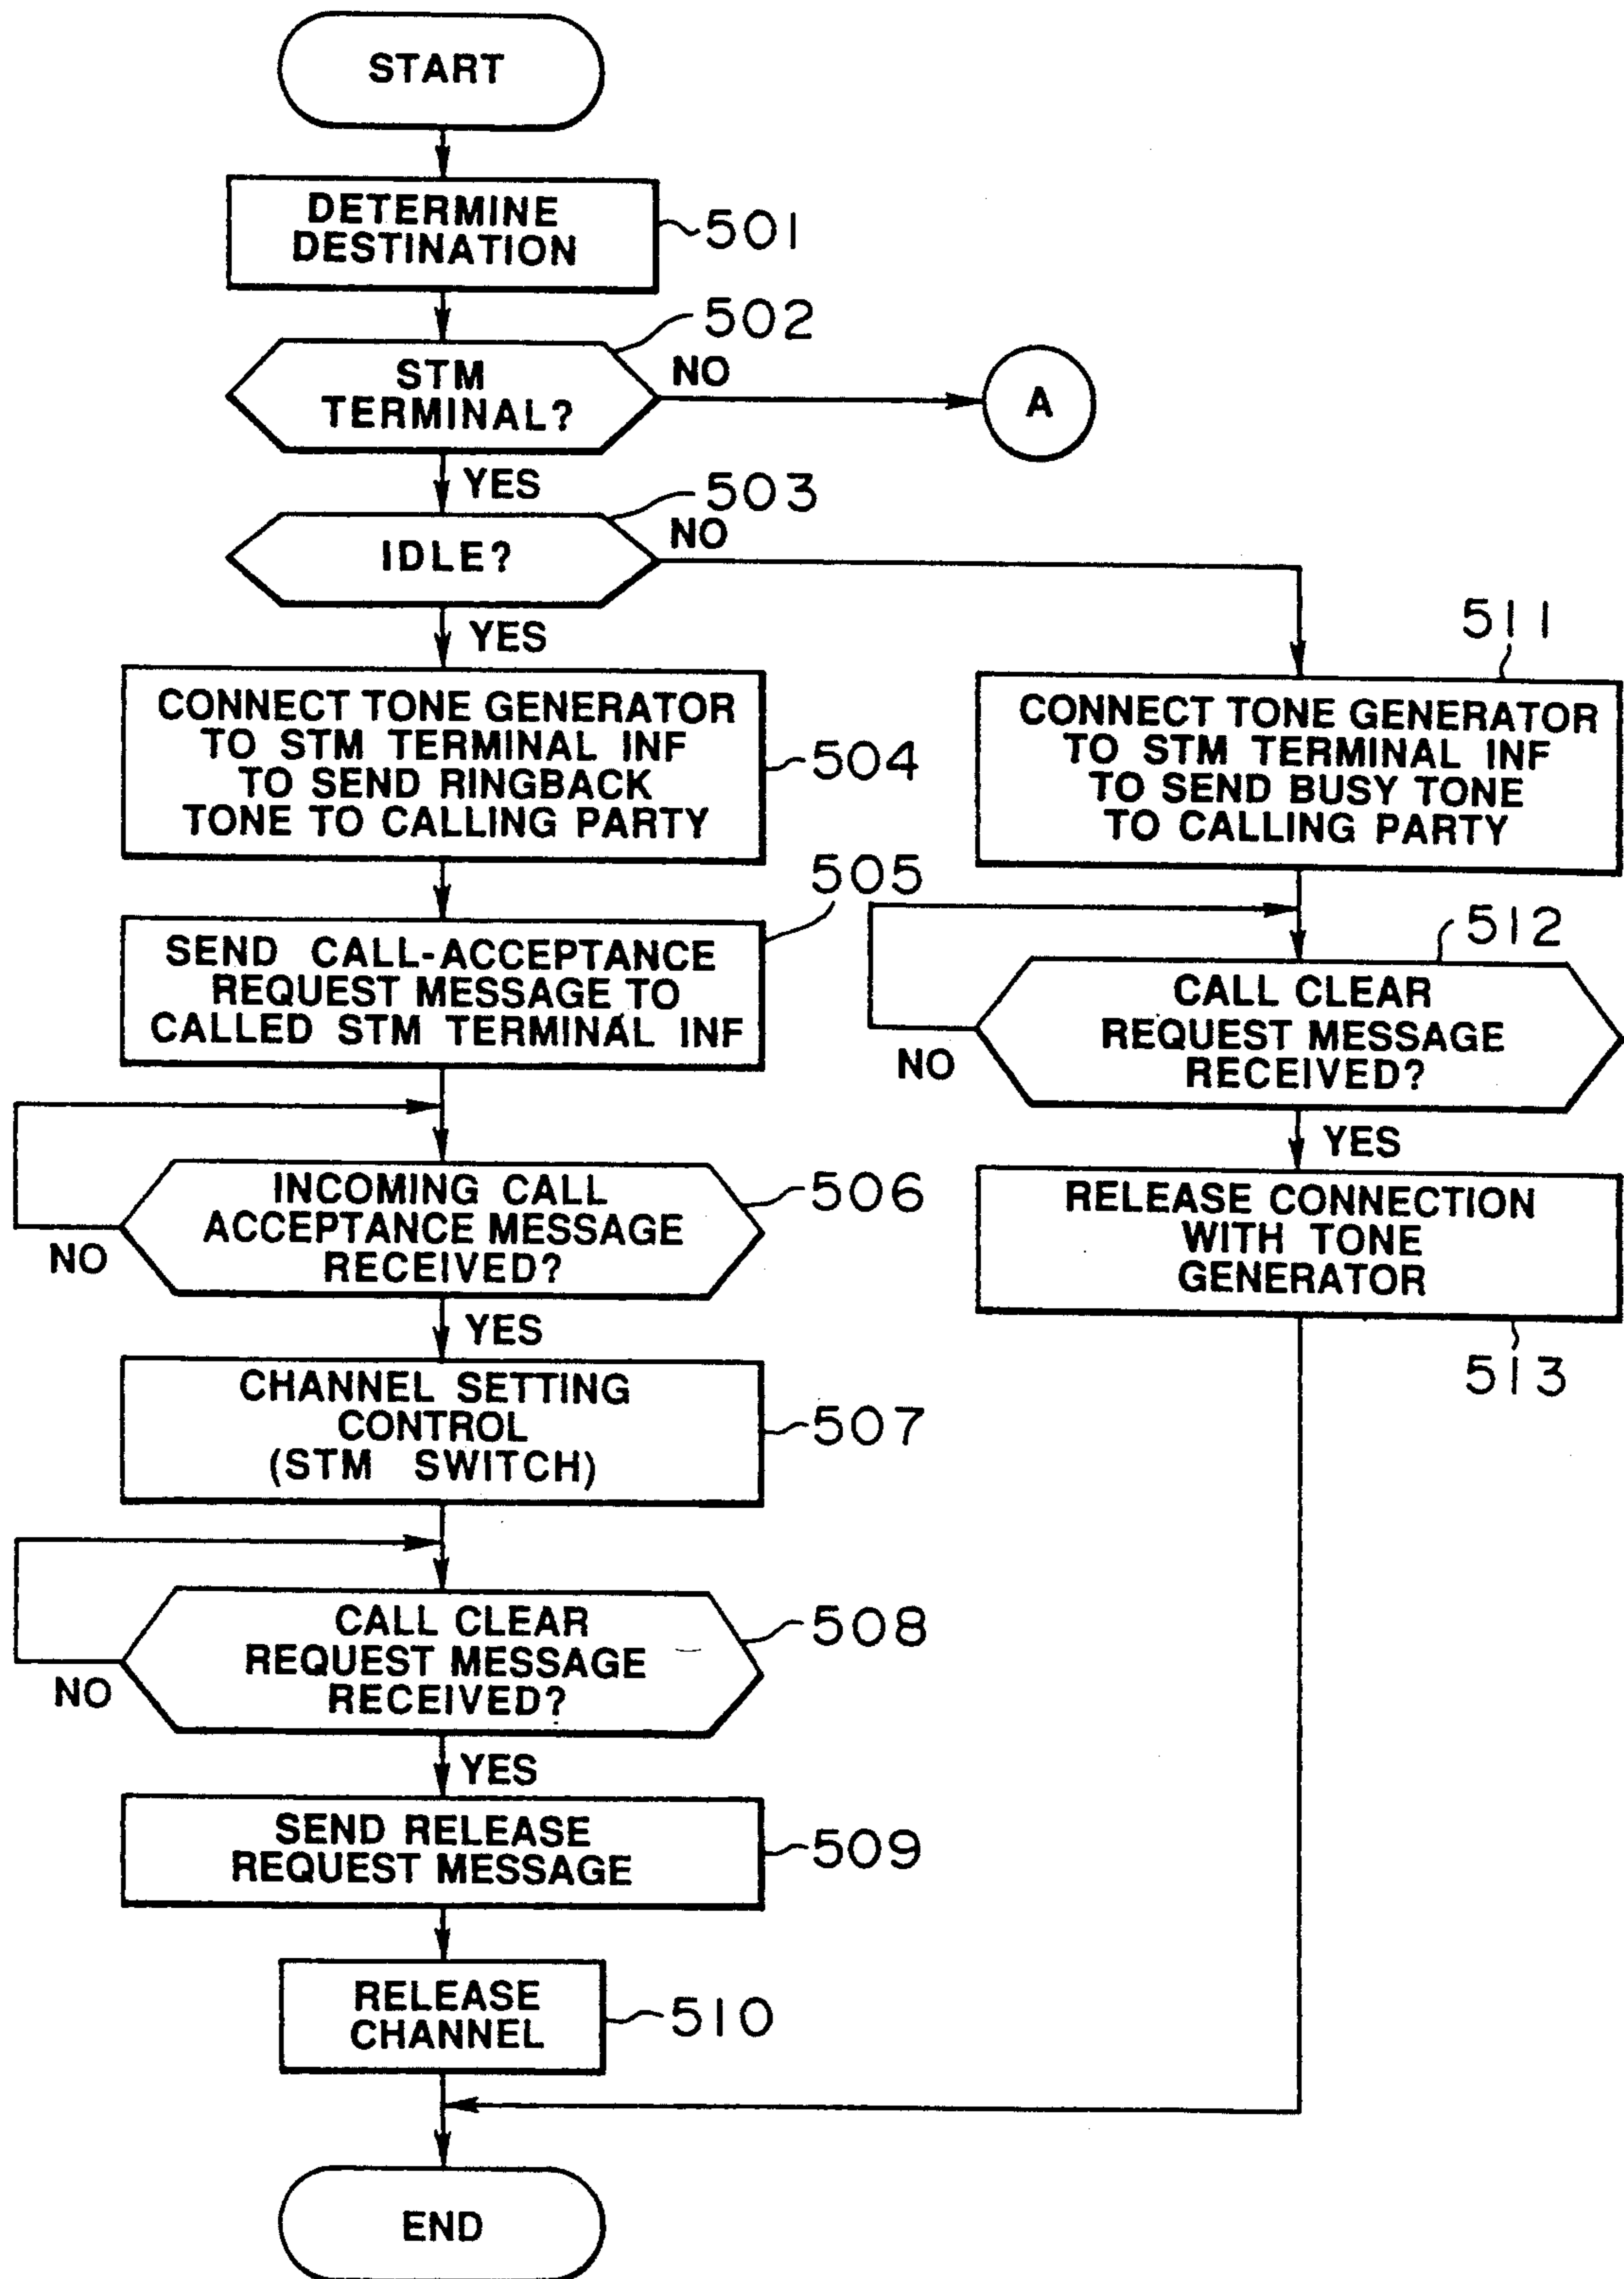 START
DETERMINE
DESTINATION
501
502
STM
TERMINAL?
NO
A
YES
503
IDLE?
NO
YES
511
CONNECT TONE GENERATOR
TO STM TERMINAL INF
TO SEND RINGBACK
TONE TO CALLING PARTY
504
CONNECT TONE GENERATOR
TO STM TERMINAL INF
TO SEND BUSY TONE
TO CALLING PARTY
505
SEND CALL-ACCEPTANCE
REQUEST MESSAGE TO
CALLED STM TERMINAL INF
512
CALL CLEAR
REQUEST MESSAGE
RECEIVED?
NO
YES
INCOMING CALL
ACCEPTANCE MESSAGE
RECEIVED?
506
NO
YES
RELEASE CONNECTION
WITH TONE
GENERATOR
513
CHANNEL SETTING
CONTROL
(STM SWITCH)
507
CALL CLEAR
REQUEST MESSAGE
RECEIVED?
508
NO
YES
SEND RELEASE
REQUEST MESSAGE
509
RELEASE
CHANNEL
510
END